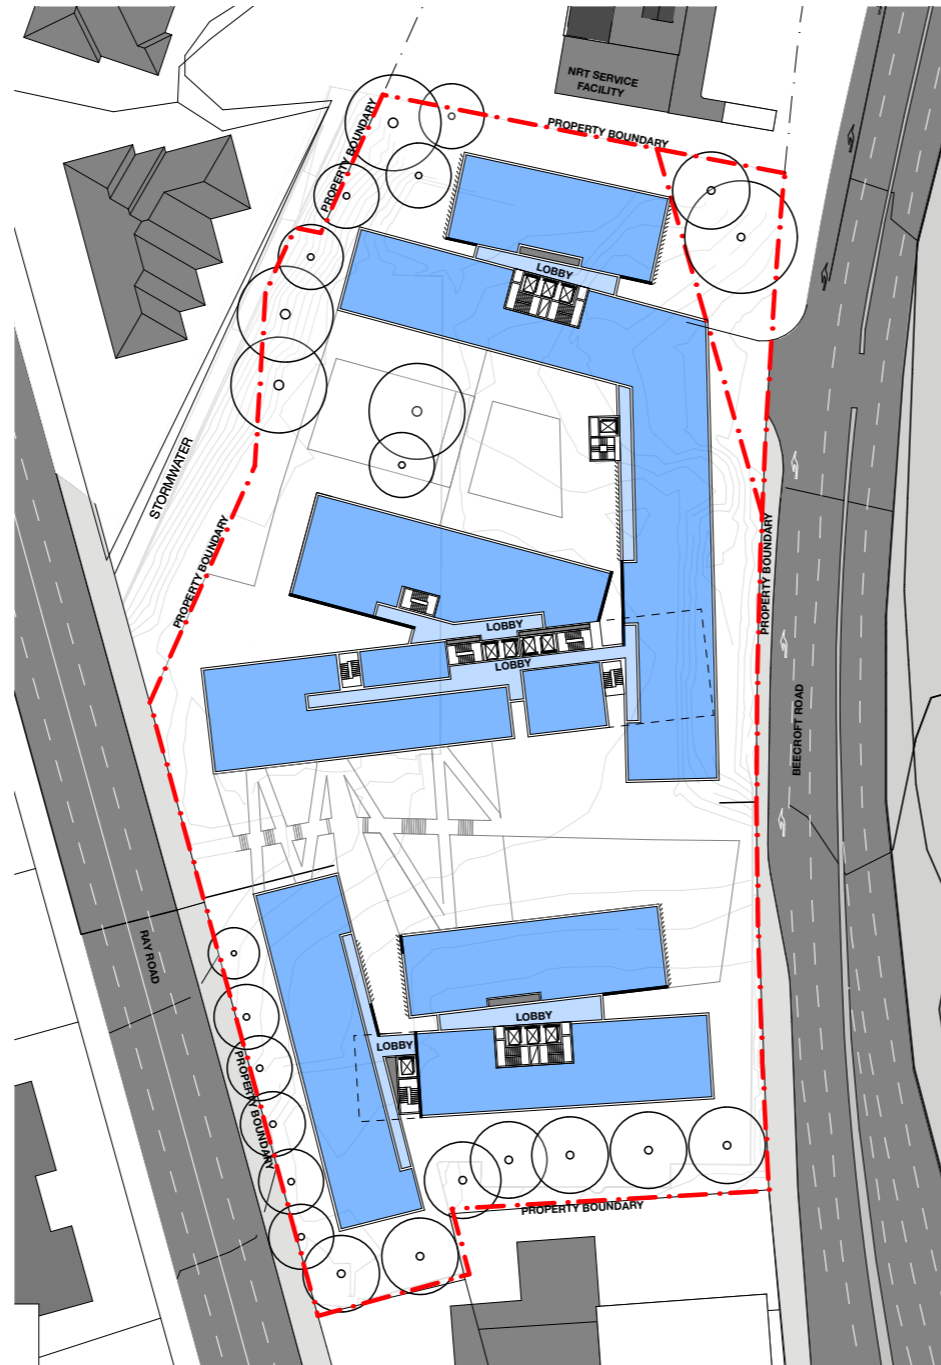 NRT SERVICE
FACILITY
PROPERTY BOUNDARY
PROPERTY BOUNDARY
LOBBY
STORMWATER
PROPERTY BOUNDARY
PROPERTY BOUNDARY
LOBBY
LOBBY
BEECROFT ROAD
RAY ROAD
LOBBY
LOBBY
PROPERTY BOUNDARY
PROPERTY BOUNDARY